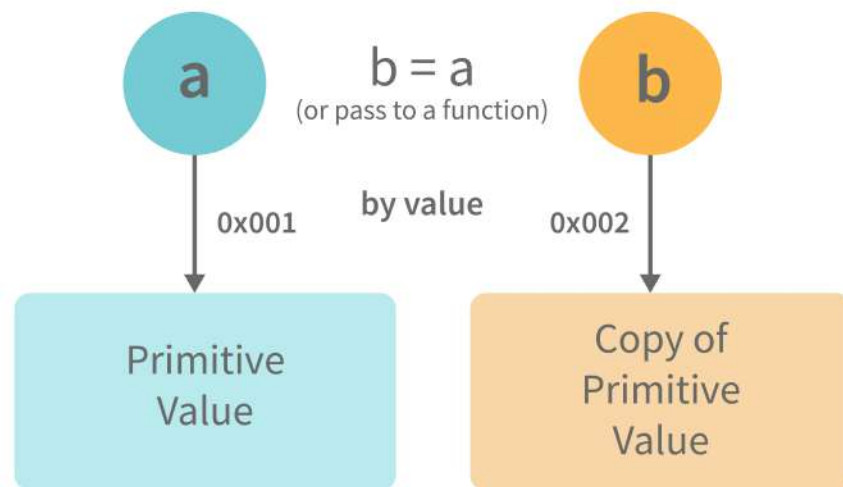 a
b = a
(or pass to a function)
b
0x001
by value
0x002
Primitive
Value
Copy of
Primitive
Value